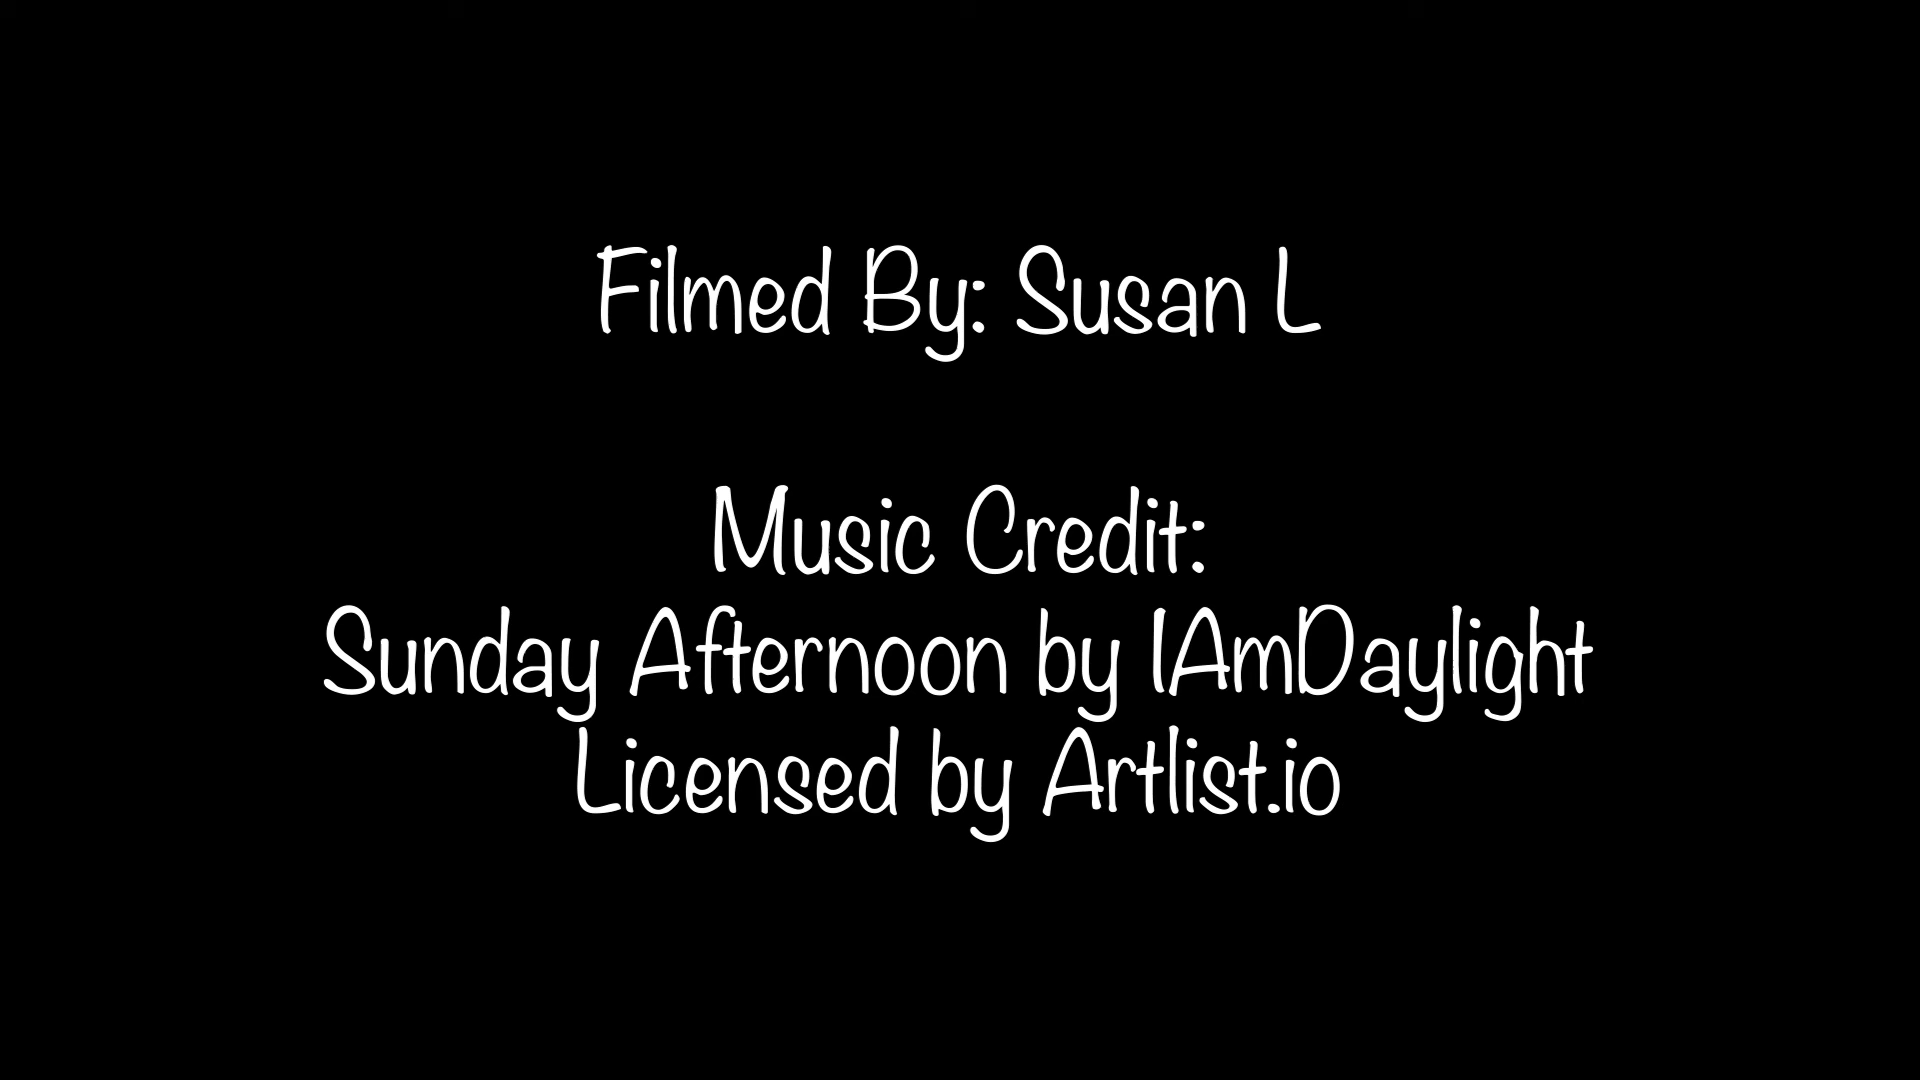 Filmed By: Susan L
Music Credit:
Sunday Afternoon by IAmDaylight
Licensed by Artlist.io